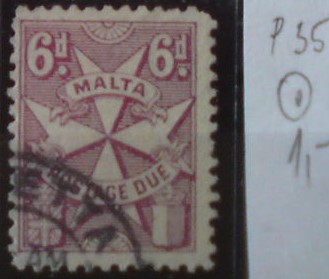 6d. 6d.
MALTA
POSTAGE DUE
P 35
1,-